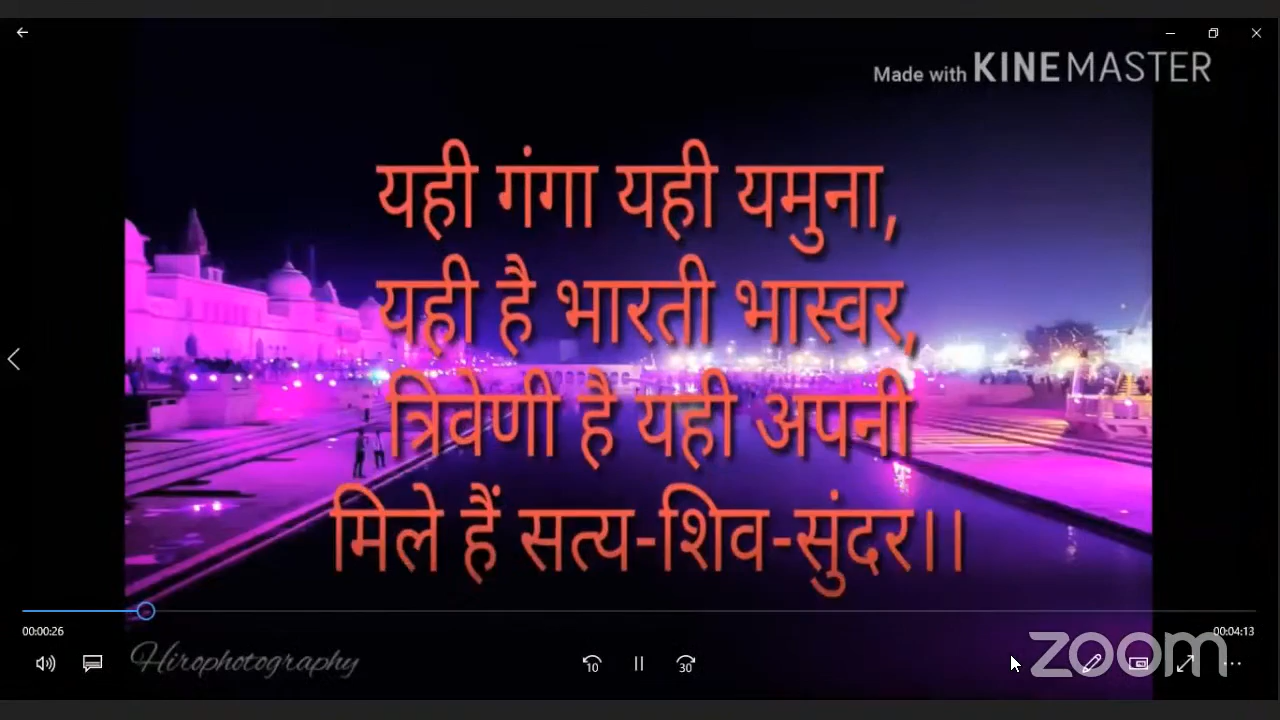 Made with KINEMASTER
यही गंगा यही यमुना,
यही है भारती भास्वर,
त्रिवेणी है यही अपनी
मिले हैं सत्य-शिव-सुंदर।।
00:00:26
00:04:13
Hirophotography
10
30
zoom